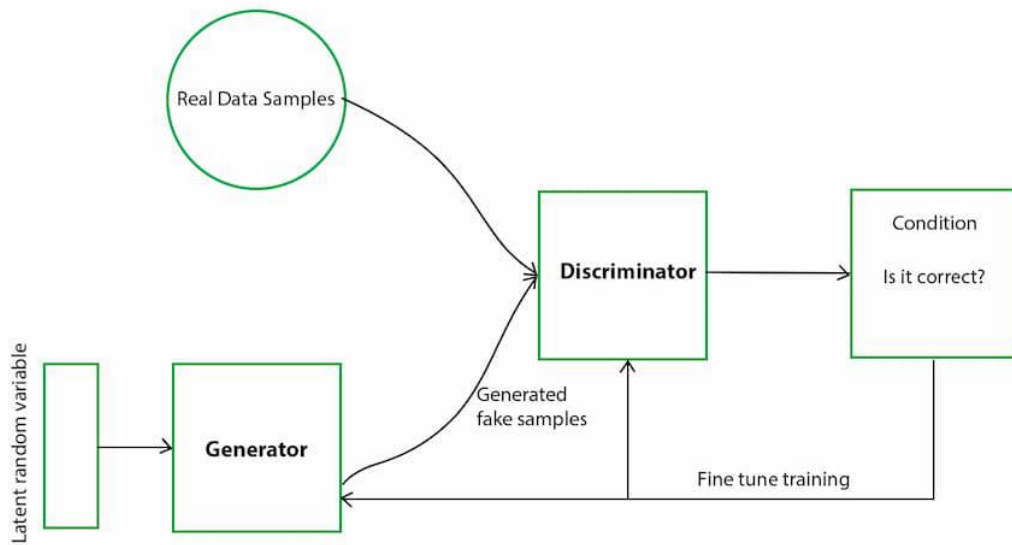 Real Data Samples
Condition
Is it correct?
Discriminator
Generated
fake samples
Latent random variable
Generator
Fine tune training